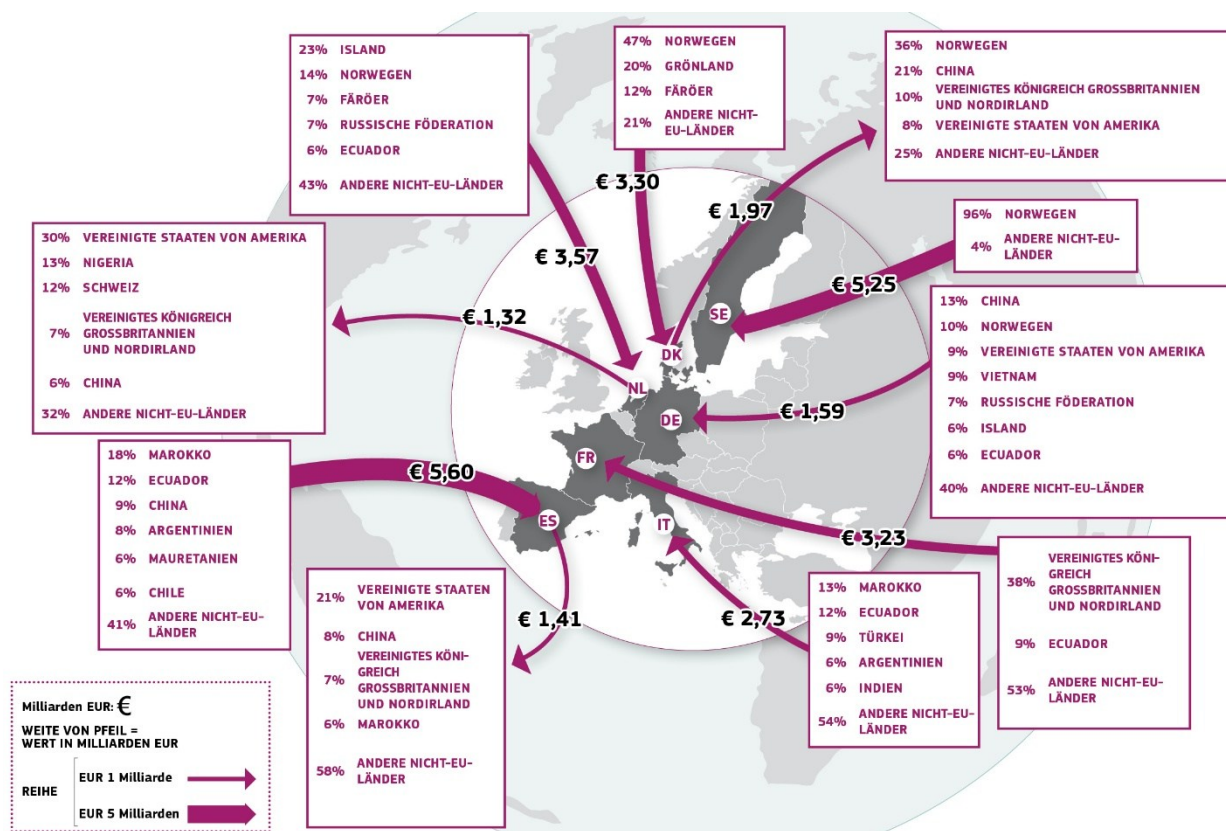 23% ISLAND
14% NORWEGEN
7% FÄRÖER
7% RUSSISCHE FÖDERATION
6% ECUADOR
43% ANDERE NICHT-EU-LÄNDER
47% NORWEGEN
20% GRÖNLAND
12% FÄRÖER
21% ANDERE NICHT-
EU-LÄNDER
36% NORWEGEN
21% CHINA
10% VEREINIGTES KÖNIGREICH GROSSBRITANNIEN
UND NORDIRLAND
8% VEREINIGTE STAATEN VON AMERIKA
25% ANDERE NICHT-EU-LÄNDER
€ 3,30
€ 1,97
€ 3,57
96% NORWEGEN
4% ANDERE NICHT-EU-
LÄNDER
€ 5,25
30% VEREINIGTE STAATEN VON AMERIKA
13% NIGERIA
12% SCHWEIZ
7% VEREINIGTES KÖNIGREICH
GROSSBRITANNIEN
UND NORDIRLAND
6% CHINA
32% ANDERE NICHT-EU-LÄNDER
€ 1,32
SE
DK
NL
DE
FR
ES
IT
13% CHINA
10% NORWEGEN
9% VEREINIGTE STAATEN VON AMERIKA
9% VIETNAM
7% RUSSISCHE FÖDERATION
6% ISLAND
6% ECUADOR
40% ANDERE NICHT-EU-LÄNDER
€ 1,59
18% MAROKKO
12% ECUADOR
9% CHINA
8% ARGENTINIEN
6% MAURETANIEN
6% CHILE
41% ANDERE NICHT-EU-
LÄNDER
€ 5,60
€ 3,23
38% VEREINIGTES KÖNI-
GREICH
GROSSBRITANNIEN
UND NORDIRLAND
9% ECUADOR
53% ANDERE NICHT-EU-
LÄNDER
21% VEREINIGTE STAATEN
VON AMERIKA
8% CHINA
7% VEREINIGTES KÖNI-
GREICH
GROSSBRITANNIEN
UND NORDIRLAND
6% MAROKKO
58% ANDERE NICHT-EU-
LÄNDER
€ 1,41
€ 2,73
13% MAROKKO
12% ECUADOR
9% TÜRKEI
6% ARGENTINIEN
6% INDIEN
54% ANDERE NICHT-EU-
LÄNDER
Milliarden EUR: €
WEITE VON PFEIL =
WERT IN MILLIARDEN EUR
REIHE
EUR 1 Milliarde
EUR 5 Milliarden